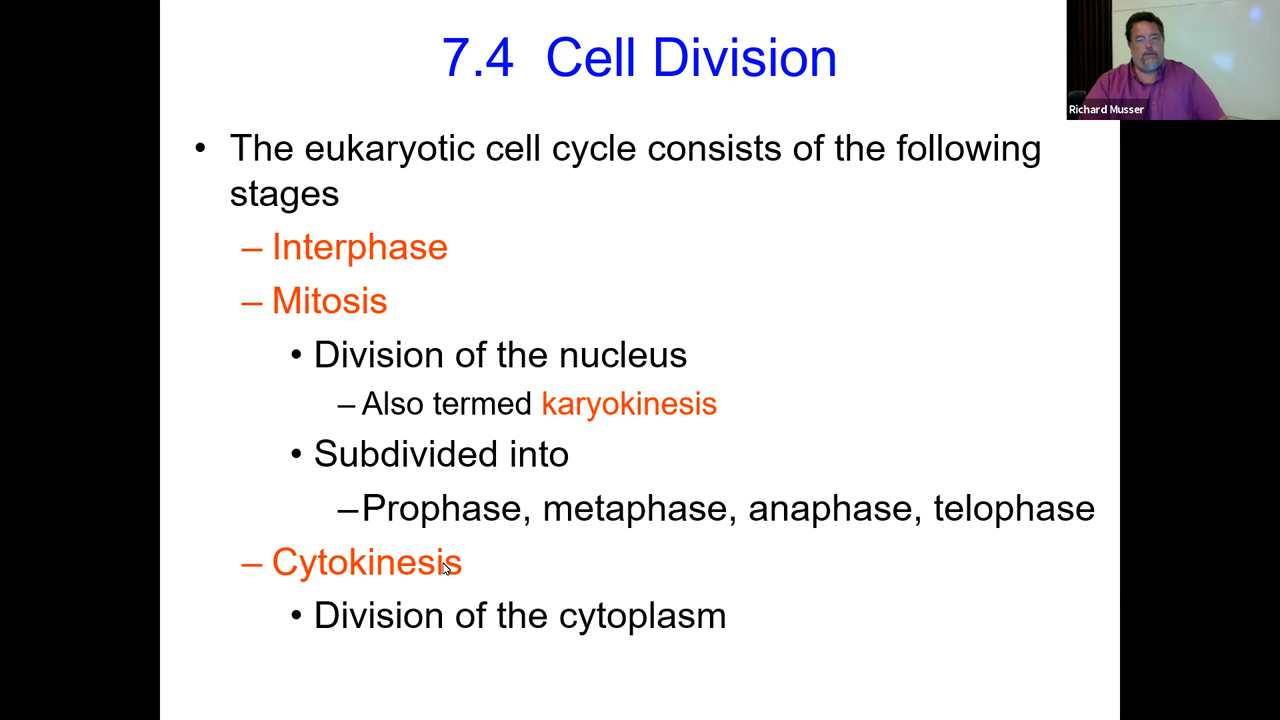 7.4 Cell Division
Richard Musser
• The eukaryotic cell cycle consists of the following
stages
– Interphase
– Mitosis
• Division of the nucleus
– Also termed karyokinesis
• Subdivided into
– Prophase, metaphase, anaphase, telophase
– Cytokinesis
• Division of the cytoplasm